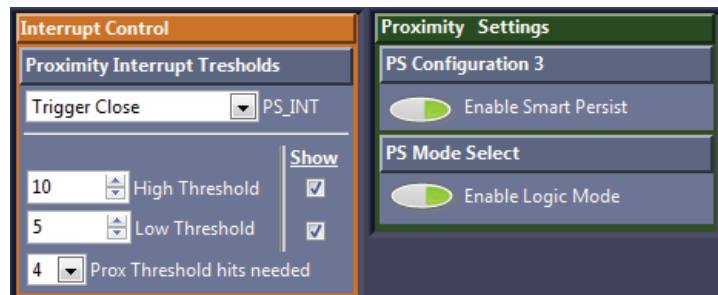 Interrupt Control
Proximity Interrupt Tresholds
Trigger Close PS_INT
Show
10 High Threshold
5 Low Threshold
4 Prox Threshold hits needed
Proximity Settings
PS Configuration 3
Enable Smart Persist
PS Mode Select
Enable Logic Mode